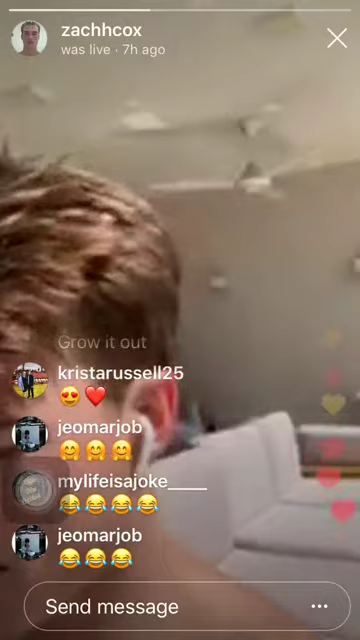 zachhcox
was live · 7h ago
Grow it out
kristarussell25
😍 ❤️
jeomarjob
🤗 🤗 🤗
mylifeisajoke____
😂 😂 😂 😂
jeomarjob
😂 😂 😂
Send message